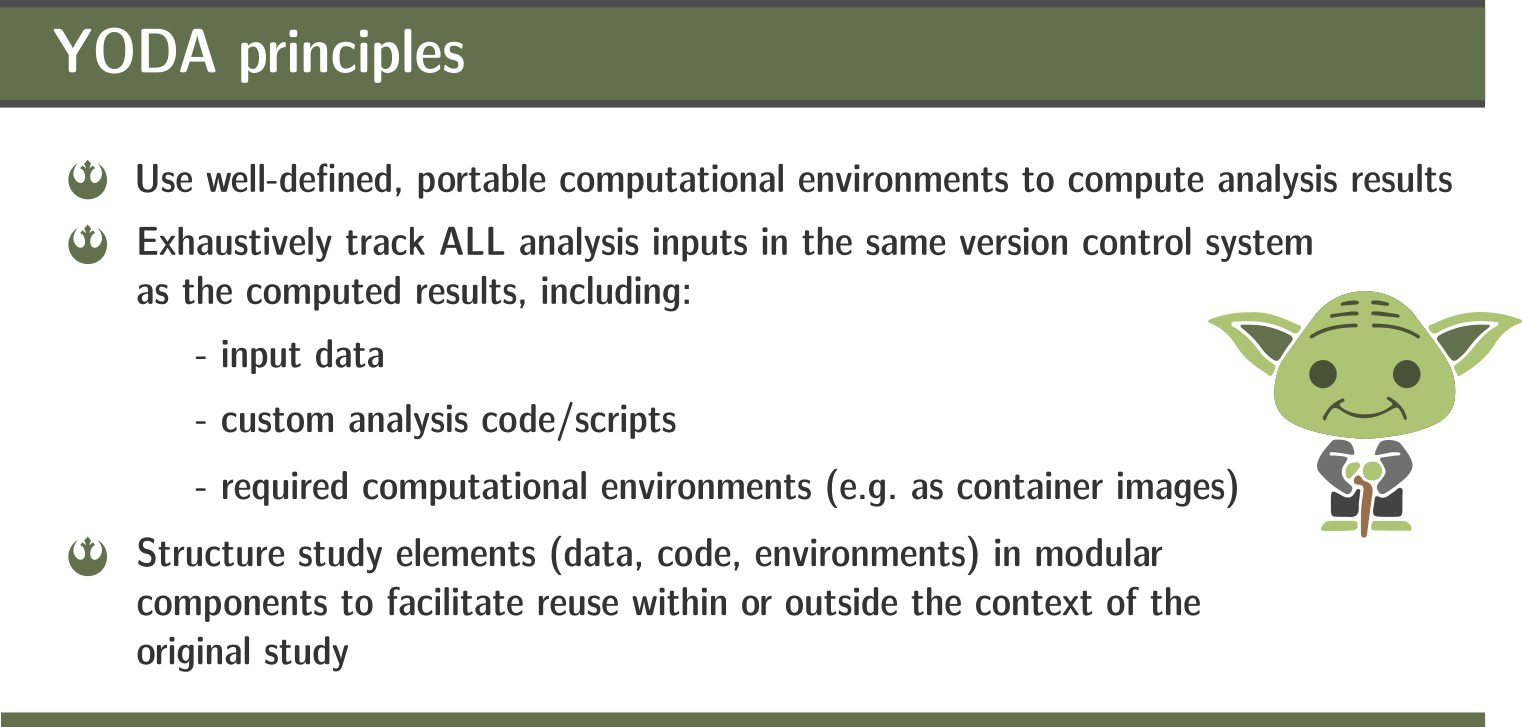 YODA principles
Use well-defined, portable computational environments to compute analysis results
Exhaustively track ALL analysis inputs in the same version control system
as the computed results, including:
- input data
- custom analysis code/scripts
- required computational environments (e.g. as container images)
Structure study elements (data, code, environments) in modular
components to facilitate reuse within or outside the context of the
original study